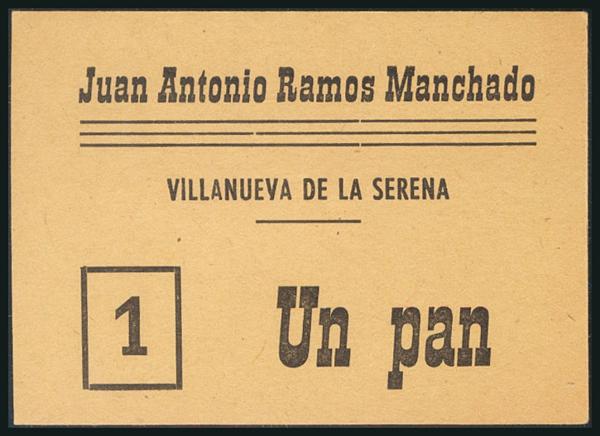 Juan Antonio Ramos Manchado
VILLANUEVA DE LA SERENA
1
Un pan